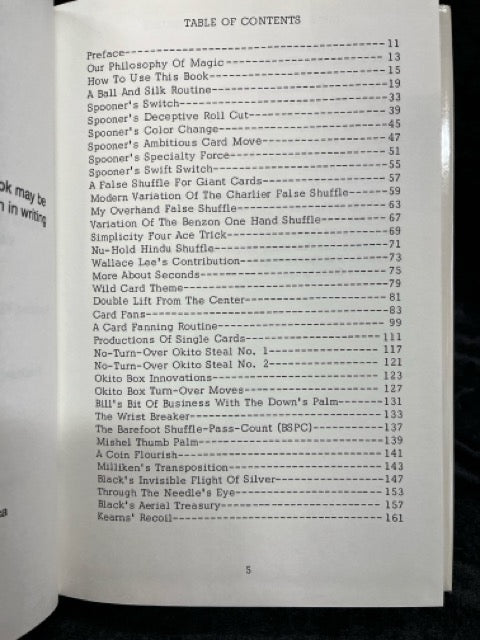 TABLE OF CONTENTS
Preface----------------------------------------11
Our Philosophy Of Magic------------------------13
How To Use This Book---------------------------15
A Ball And Silk Routine------------------------19
Spooner's Switch-------------------------------33
Spooner's Deceptive Roll Cut-------------------39
Spooner's Color Change-------------------------45
Spooner's Ambitious Card Move------------------47
Spooner's Specialty Force----------------------51
Spooner's Swift Switch-------------------------55
A False Shuffle For Giant Cards----------------57
Modern Variation Of The Charlier False Shuffle--59
My Overhand False Shuffle----------------------63
Variation Of The Benzon One Hand Shuffle-------67
Simplicity Four Ace Trick----------------------69
Nu-Hold Hindu Shuffle--------------------------71
Wallace Lee's Contribution---------------------73
More About Seconds-----------------------------75
Wild Card Theme--------------------------------79
Double Lift From The Center--------------------81
Card Fans--------------------------------------83
A Card Fanning Routine-------------------------99
Productions Of Single Cards--------------------111
No-Turn-Over Okito Steal No. 1-----------------117
No-Turn-Over Okito Steal No. 2-----------------121
Okito Box Innovations--------------------------123
Okito Box Turn-Over Moves----------------------127
Bill's Bit Of Business With The Down's Palm----131
The Wrist Breaker------------------------------133
The Barefoot Shuffle-Pass-Count (BSPC)---------137
Mishel Thumb Palm------------------------------139
A Coin Flourish--------------------------------141
Milliken's Transposition-----------------------143
Black's Invisible Flight Of Silver-------------147
Through The Needle's Eye-----------------------153
Black's Aerial Treasury------------------------157
Kearns' Recoil---------------------------------161
5
may be
in writing